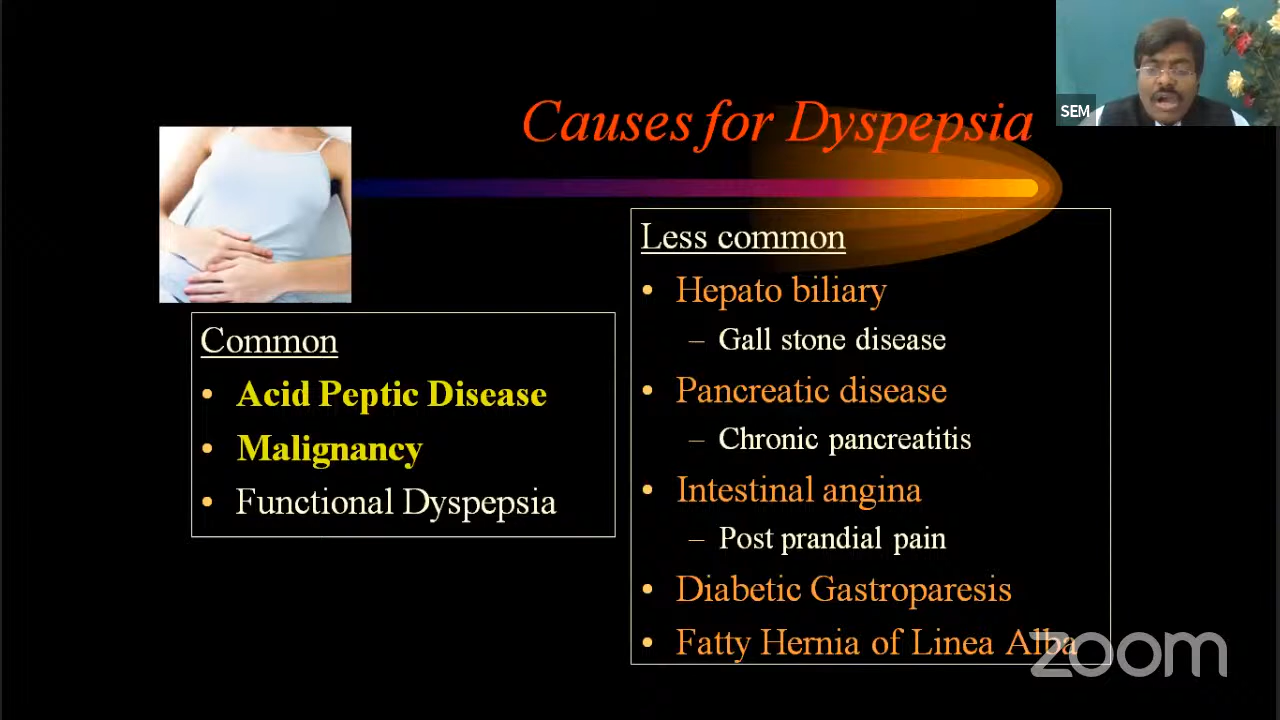 Causes for Dyspepsia
SEM
Common
• Acid Peptic Disease
• Malignancy
• Functional Dyspepsia
Less common
• Hepato biliary
– Gall stone disease
• Pancreatic disease
– Chronic pancreatitis
• Intestinal angina
– Post prandial pain
• Diabetic Gastroparesis
• Fatty Hernia of Linea Alba
zoom